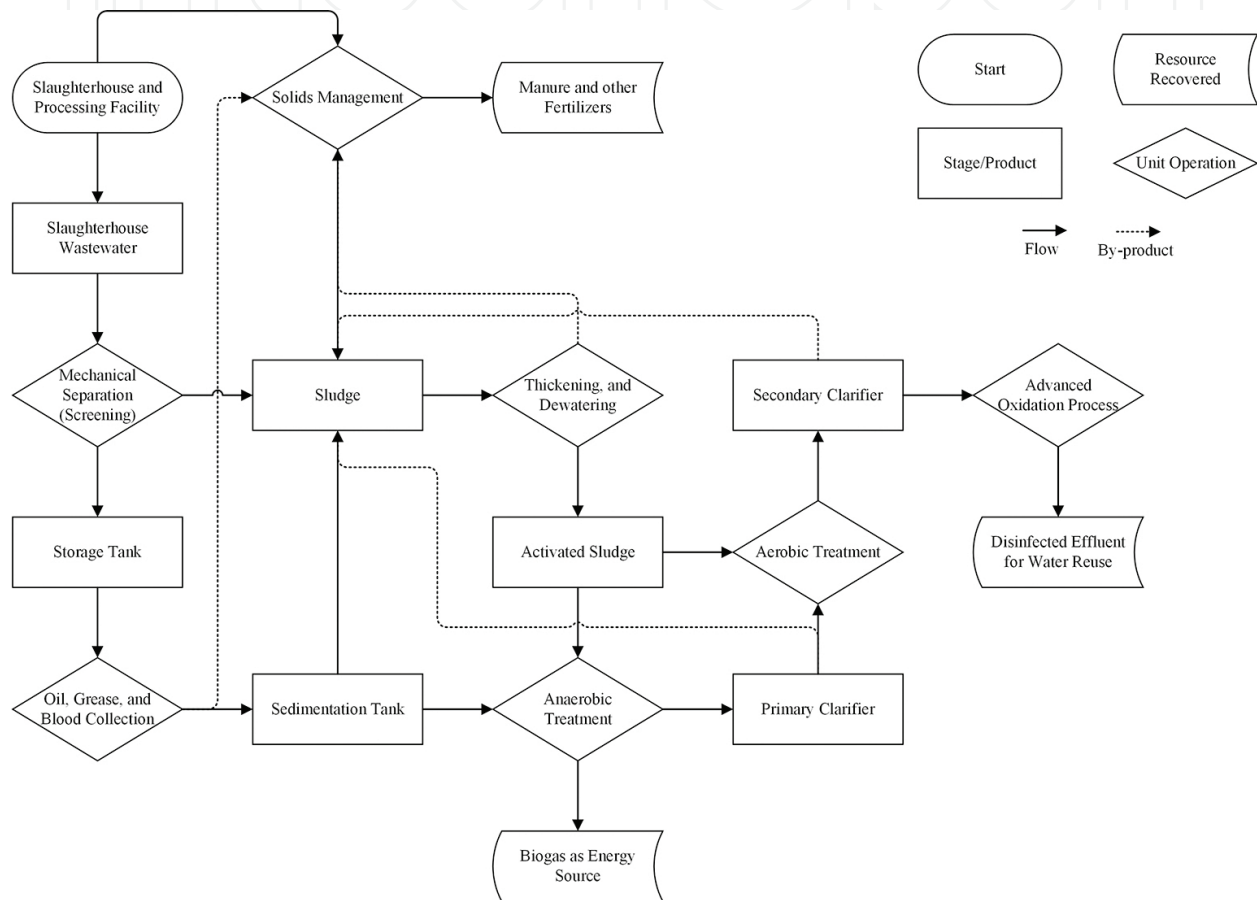 Slaughterhouse and
Processing Facility
Solids Management
Manure and other
Fertilizers
Start
Resource
Recovered
Stage/Product
Unit Operation
Flow
By-product
Slaughterhouse
Wastewater
Mechanical
Separation
(Screening)
Sludge
Thickening, and
Dewatering
Secondary Clarifier
Advanced
Oxidation Process
Storage Tank
Activated Sludge
Aerobic Treatment
Disinfected Effluent
for Water Reuse
Oil, Grease, and
Blood Collection
Sedimentation Tank
Anaerobic
Treatment
Primary Clarifier
Biogas as Energy
Source